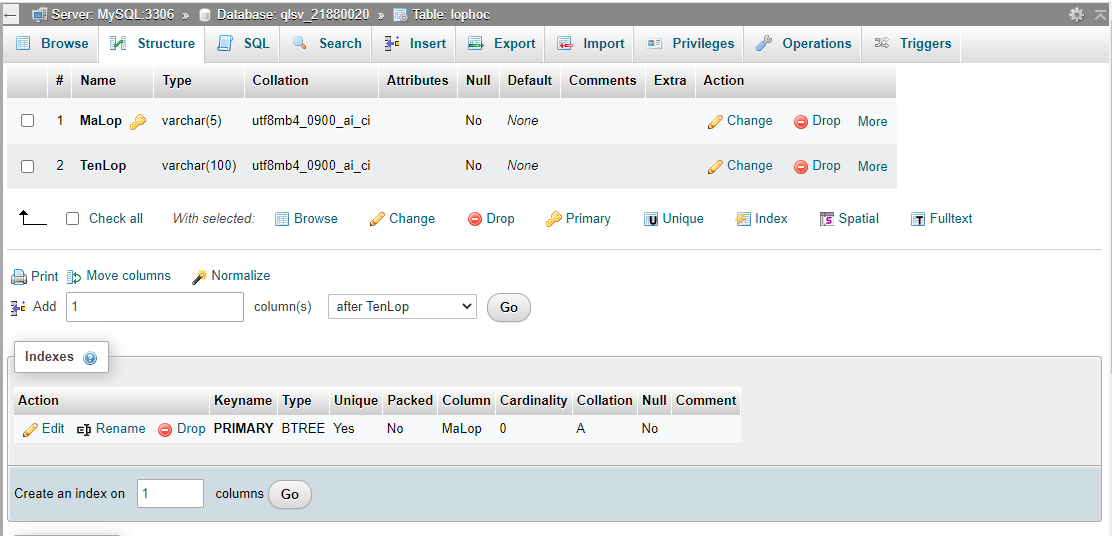 Server: MySQL:3306 » Database: qlsv_21880020 » Table: lophoc
Browse Structure SQL Search Insert Export Import Privileges Operations Triggers
# Name Type Collation Attributes Null Default Comments Extra Action
1 MaLop varchar(5) utf8mb4_0900_ai_ci No None Change Drop More
2 TenLop varchar(100) utf8mb4_0900_ai_ci No None Change Drop More
Check all With selected: Browse Change Drop Primary Unique Index Spatial Fulltext
Print Move columns Normalize
Add 1 column(s) after TenLop Go
Indexes
Action Keyname Type Unique Packed Column Cardinality Collation Null Comment
Edit Rename Drop PRIMARY BTREE Yes No MaLop 0 A No
Create an index on 1 columns Go